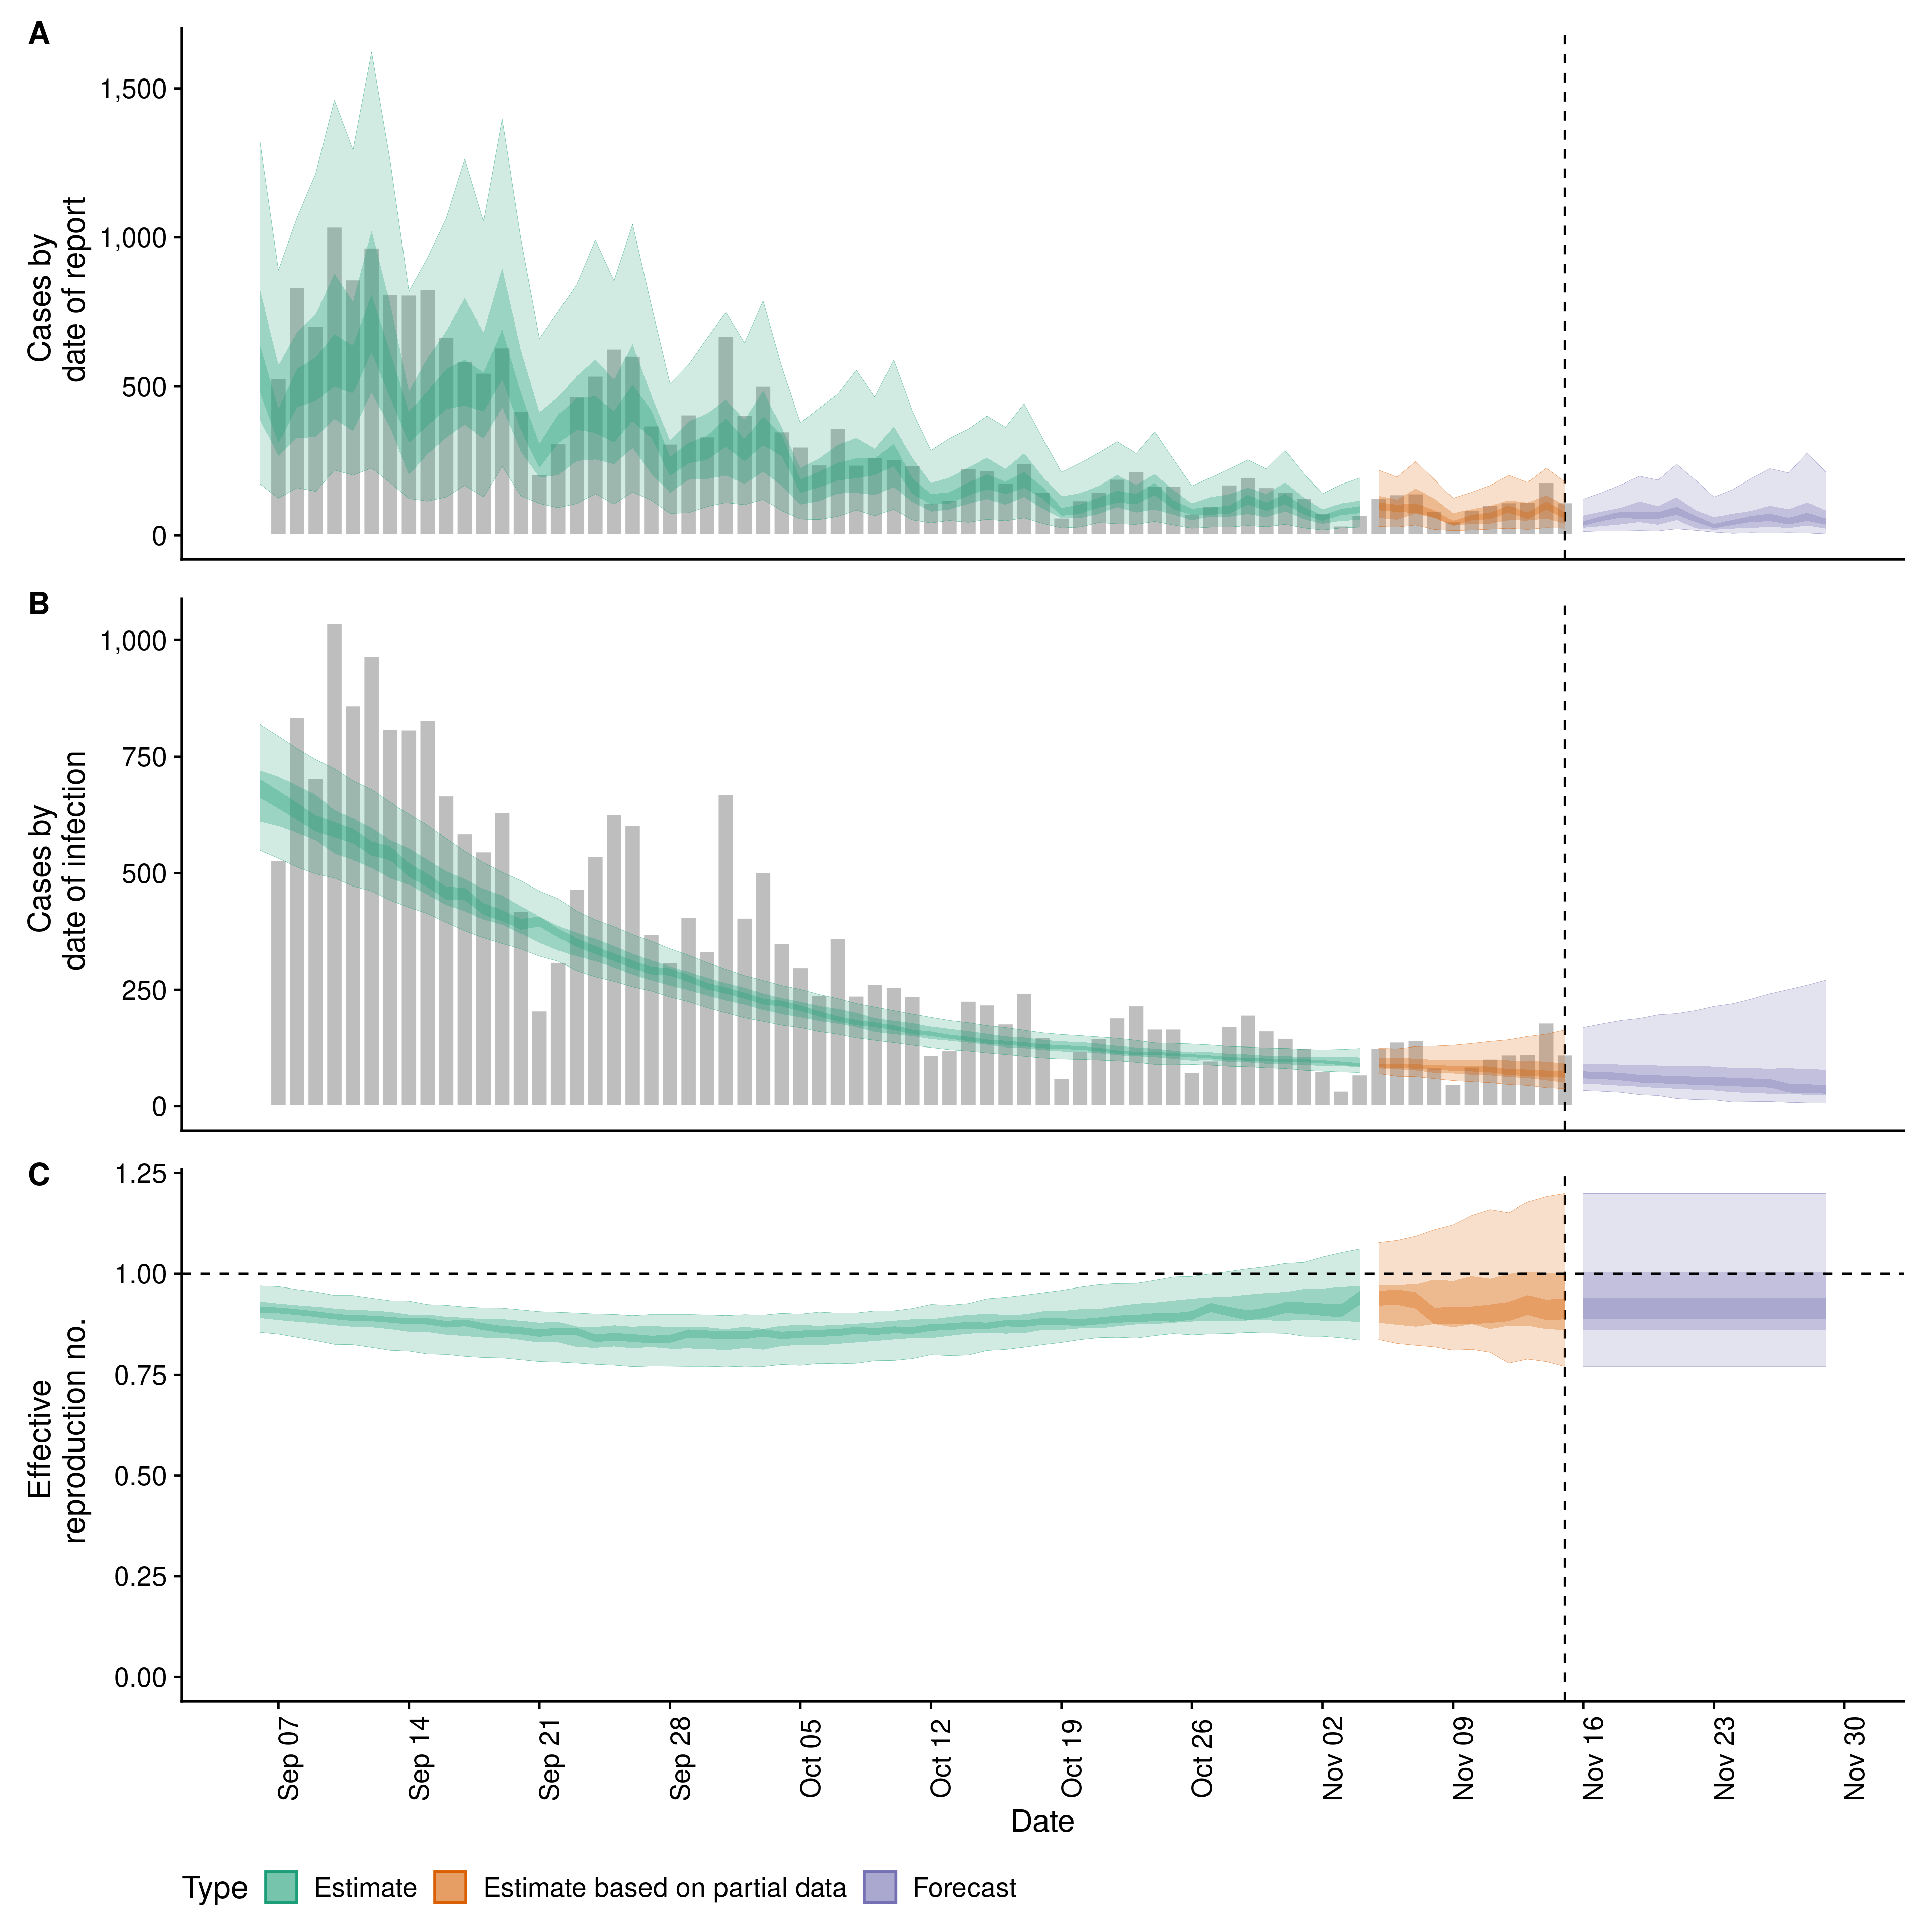 A
Cases by
date of report
1,500
1,000
500
0
B
Cases by
date of infection
1,000
750
500
250
0
C
Effective
reproduction no.
1.25
1.00
0.75
0.50
0.25
0.00
Sep 07
Sep 14
Sep 21
Sep 28
Oct 05
Oct 12
Oct 19
Oct 26
Nov 02
Nov 09
Nov 16
Nov 23
Nov 30
Date
Type Estimate Estimate based on partial data Forecast